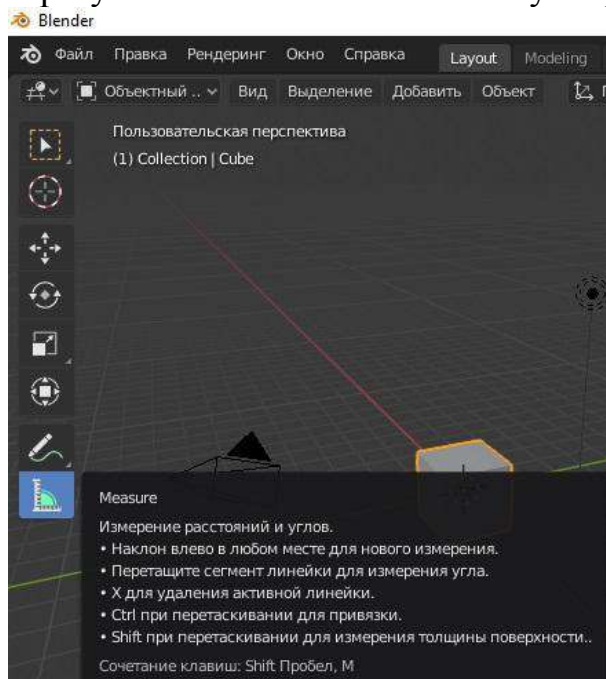 Blender
Файл Правка Рендеринг Окно Справка Layout Modeling
Объектный .. Вид Выделение Добавить Объект
Пользовательская перспектива
(1) Collection | Cube
Measure
Измерение расстояний и углов.
• Наклон влево в любом месте для нового измерения.
• Перетащите сегмент линейки для измерения угла.
• X для удаления активной линейки.
• Ctrl при перетаскивании для привязки.
• Shift при перетаскивании для измерения толщины поверхности..
Сочетание клавиш: Shift Пробел, M